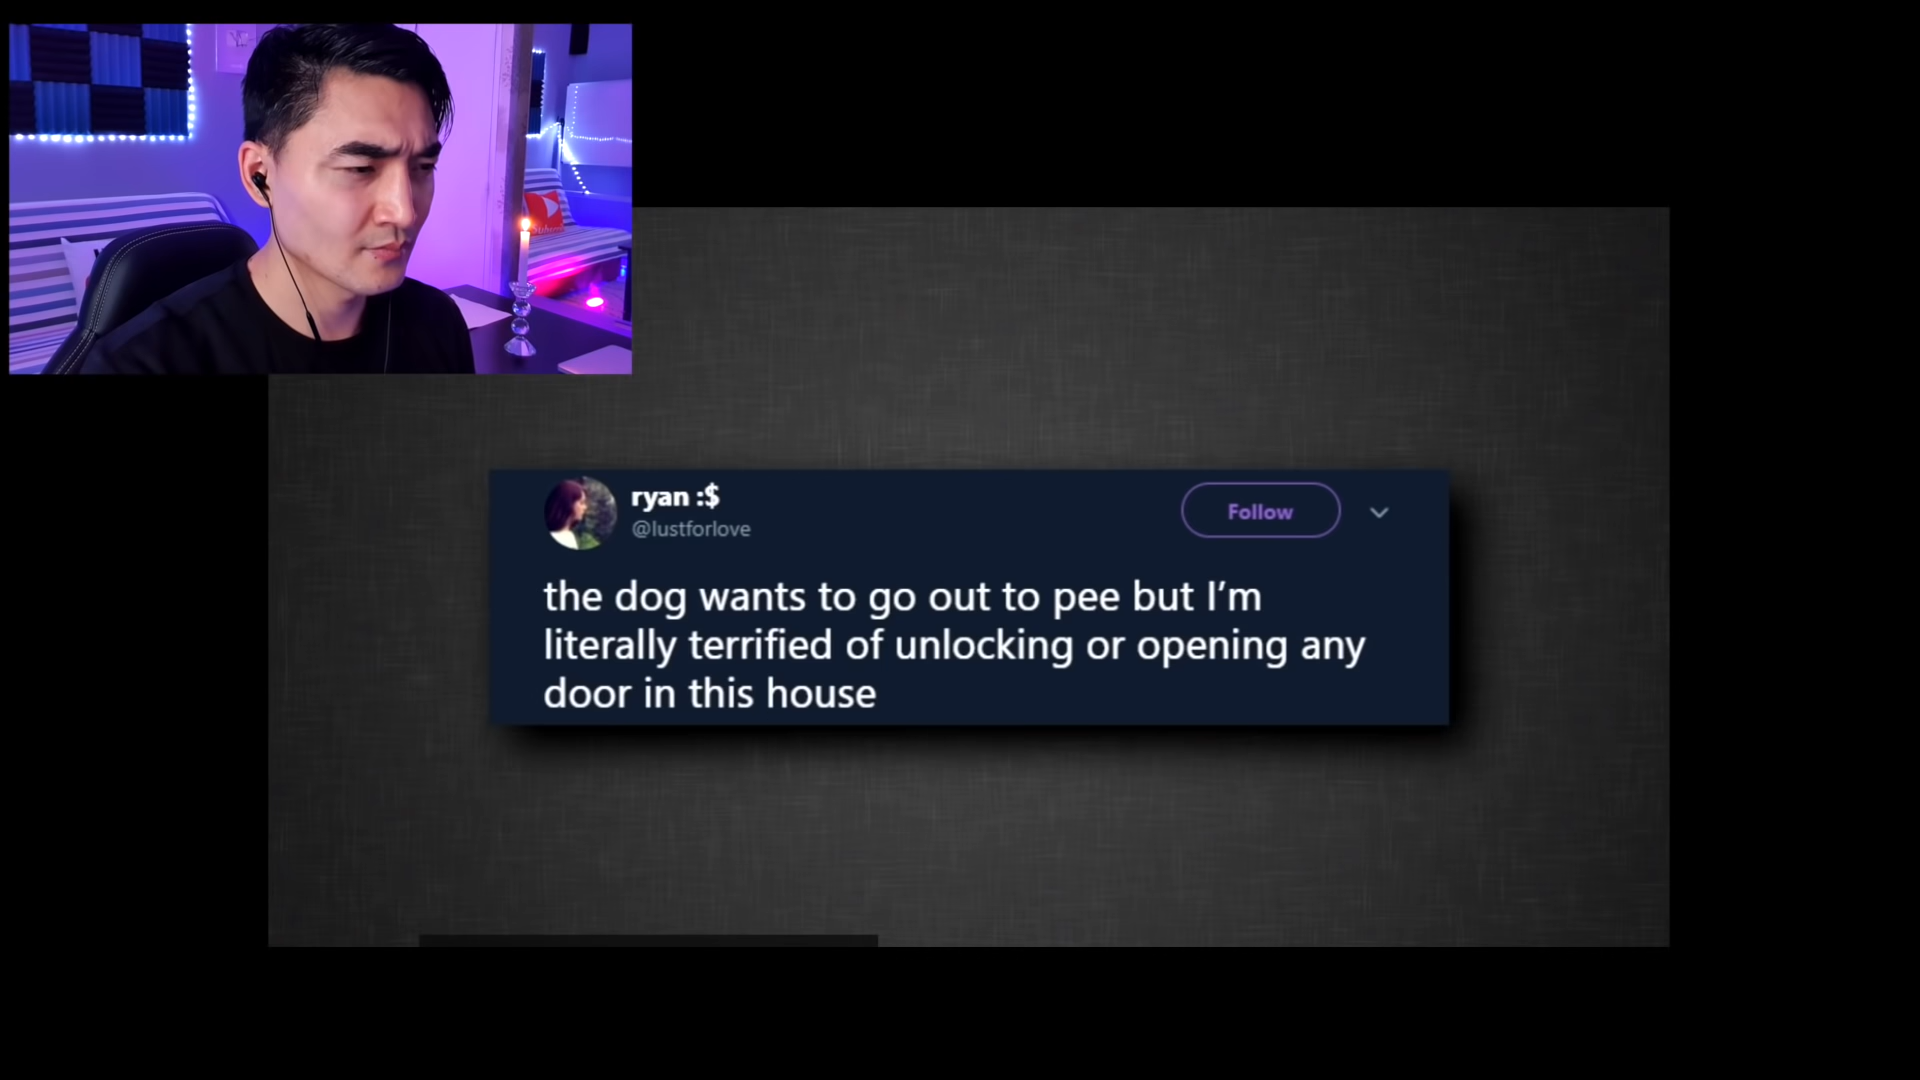 ryan :$
@lustforlove
Follow
the dog wants to go out to pee but I’m
literally terrified of unlocking or opening any
door in this house